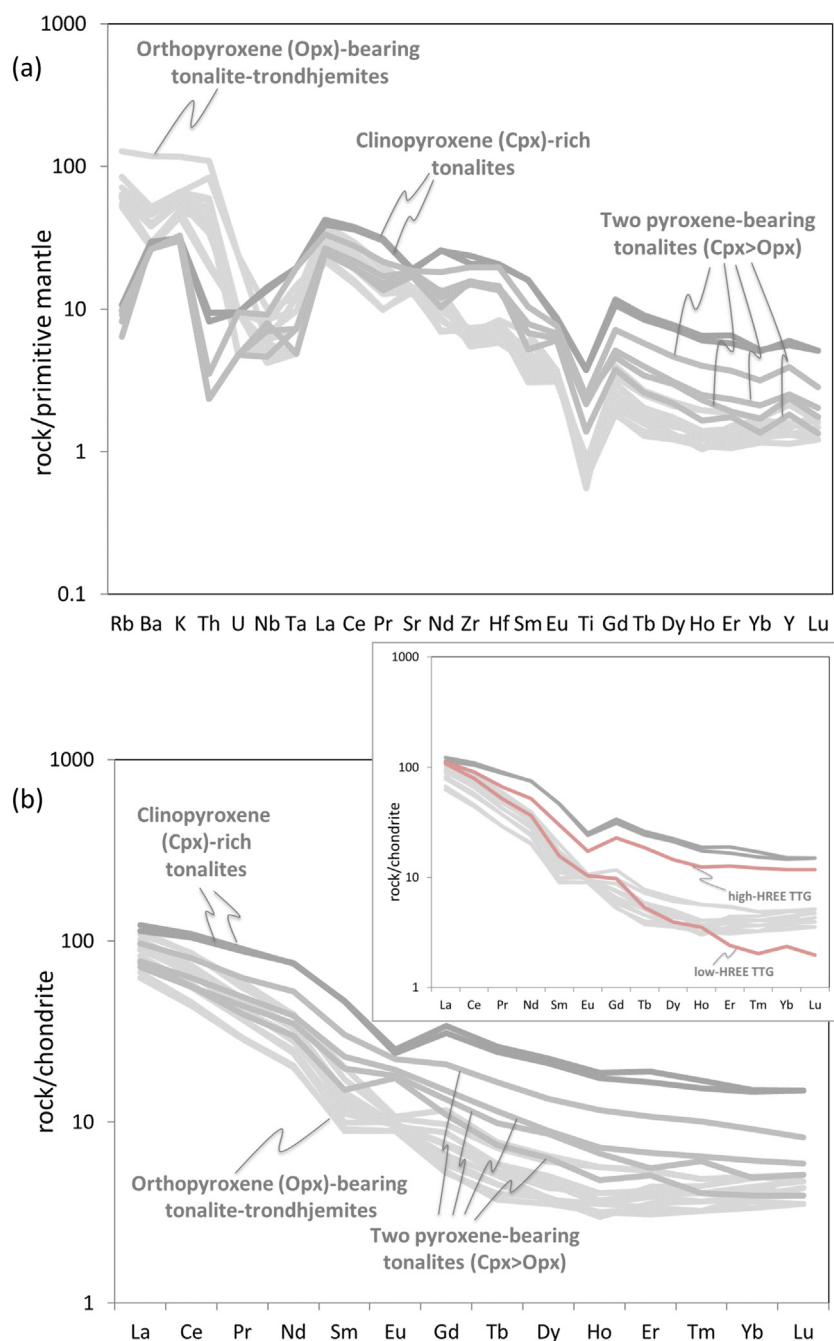 (a)
1000
100
10
1
0.1
rock/primitive mantle
Orthopyroxene (Opx)-bearing
tonalite-trondhjemites
Clinopyroxene (Cpx)-rich
tonalites
Two pyroxene-bearing
tonalites (Cpx>Opx)
Rb Ba K Th U Nb Ta La Ce Pr Sr Nd Zr Hf Sm Eu Ti Gd Tb Dy Ho Er Yb Y Lu
(b)
1000
100
10
1
rock/chondrite
Clinopyroxene
(Cpx)-rich
tonalites
Orthopyroxene (Opx)-bearing
tonalite-trondhjemites
Two pyroxene-bearing
tonalites (Cpx>Opx)
La Ce Pr Nd Sm Eu Gd Tb Dy Ho Er Tm Yb Lu
1000
100
10
1
rock/chondrite
high-HREE TTG
low-HREE TTG
La Ce Pr Nd Sm Eu Gd Tb Dy Ho Er Tm Yb Lu